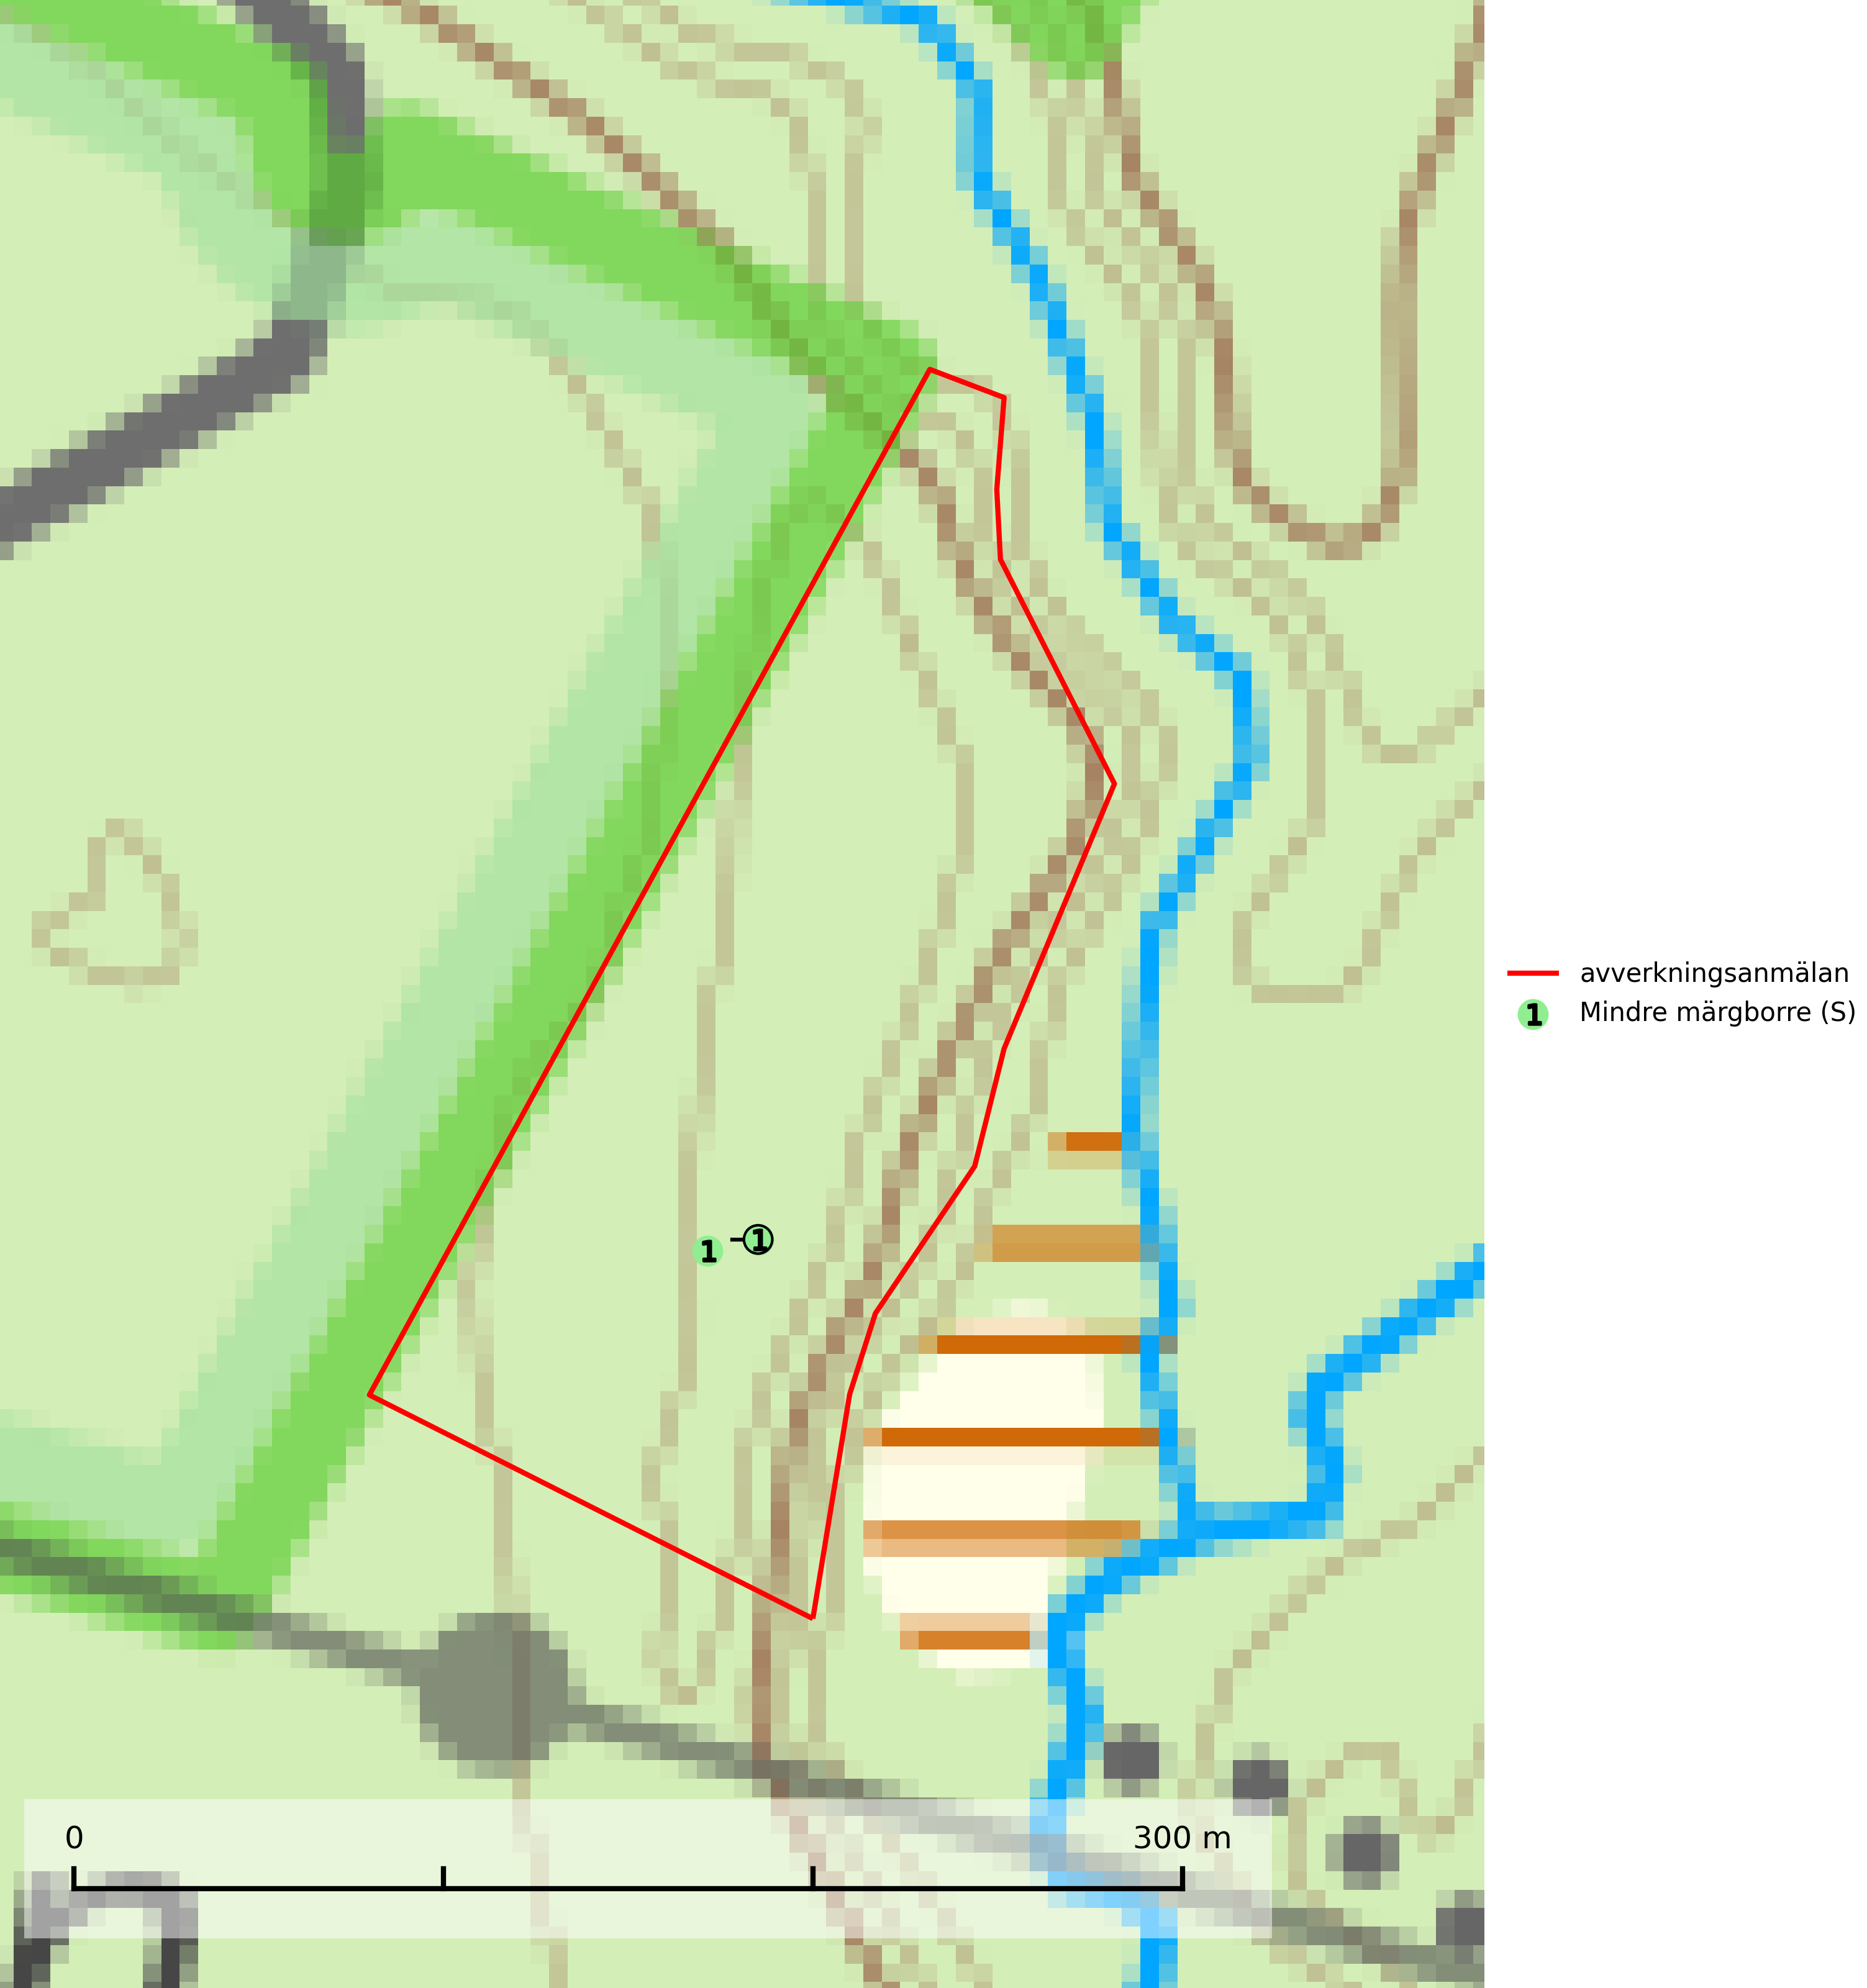 avverkningsanmälan
1 Mindre märgborre (S)
1 1
0 300 m